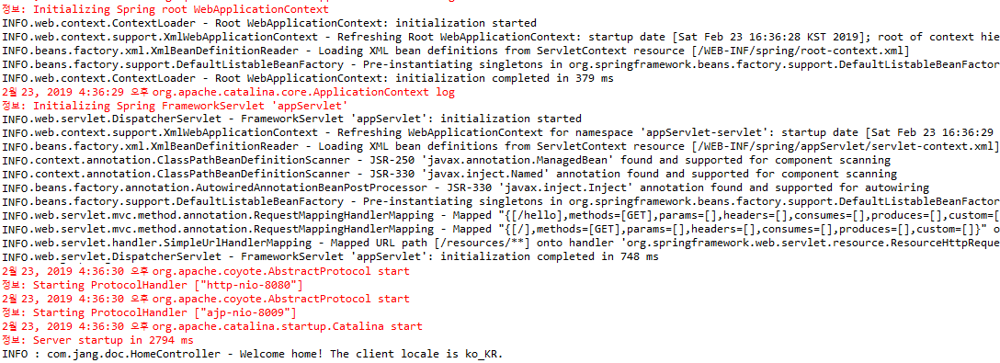 정보: Initializing Spring root WebApplicationContext
INFO.web.context.ContextLoader - Root WebApplicationContext: initialization started
INFO.web.context.support.XmlWebApplicationContext - Refreshing Root WebApplicationContext: startup date [Sat Feb 23 16:36:28 KST 2019]; root of context hie
INFO.beans.factory.xml.XmlBeanDefinitionReader - Loading XML bean definitions from ServletContext resource [/WEB-INF/spring/root-context.xml]
INFO.beans.factory.support.DefaultListableBeanFactory - Pre-instantiating singletons in org.springframework.beans.factory.support.DefaultListableBeanFactor
INFO.web.context.ContextLoader - Root WebApplicationContext: initialization completed in 379 ms
2월 23, 2019 4:36:29 오후 org.apache.catalina.core.ApplicationContext log
정보: Initializing Spring FrameworkServlet 'appServlet'
INFO.web.servlet.DispatcherServlet - FrameworkServlet 'appServlet': initialization started
INFO.web.context.support.XmlWebApplicationContext - Refreshing WebApplicationContext for namespace 'appServlet-servlet': startup date [Sat Feb 23 16:36:29
INFO.beans.factory.xml.XmlBeanDefinitionReader - Loading XML bean definitions from ServletContext resource [/WEB-INF/spring/appServlet/servlet-context.xml]
INFO.context.annotation.ClassPathBeanDefinitionScanner - JSR-250 'javax.annotation.ManagedBean' found and supported for component scanning
INFO.context.annotation.ClassPathBeanDefinitionScanner - JSR-330 'javax.inject.Named' annotation found and supported for component scanning
INFO.beans.factory.annotation.AutowiredAnnotationBeanPostProcessor - JSR-330 'javax.inject.Inject' annotation found and supported for autowiring
INFO.beans.factory.support.DefaultListableBeanFactory - Pre-instantiating singletons in org.springframework.beans.factory.support.DefaultListableBeanFactor
INFO.web.servlet.mvc.method.annotation.RequestMappingHandlerMapping - Mapped "{[/hello],methods=[GET],params=[],headers=[],consumes=[],produces=[],custom=[
INFO.web.servlet.mvc.method.annotation.RequestMappingHandlerMapping - Mapped "{[/],methods=[GET],params=[],headers=[],consumes=[],produces=[],custom=[]}" o
INFO.web.servlet.handler.SimpleUrlHandlerMapping - Mapped URL path [/resources/**] onto handler 'org.springframework.web.servlet.resource.ResourceHttpReque
INFO.web.servlet.DispatcherServlet - FrameworkServlet 'appServlet': initialization completed in 748 ms
2월 23, 2019 4:36:30 오후 org.apache.coyote.AbstractProtocol start
정보: Starting ProtocolHandler ["http-nio-8080"]
2월 23, 2019 4:36:30 오후 org.apache.coyote.AbstractProtocol start
정보: Starting ProtocolHandler ["ajp-nio-8009"]
2월 23, 2019 4:36:30 오후 org.apache.catalina.startup.Catalina start
정보: Server startup in 2794 ms
INFO : com.jang.doc.HomeController - Welcome home! The client locale is ko_KR.